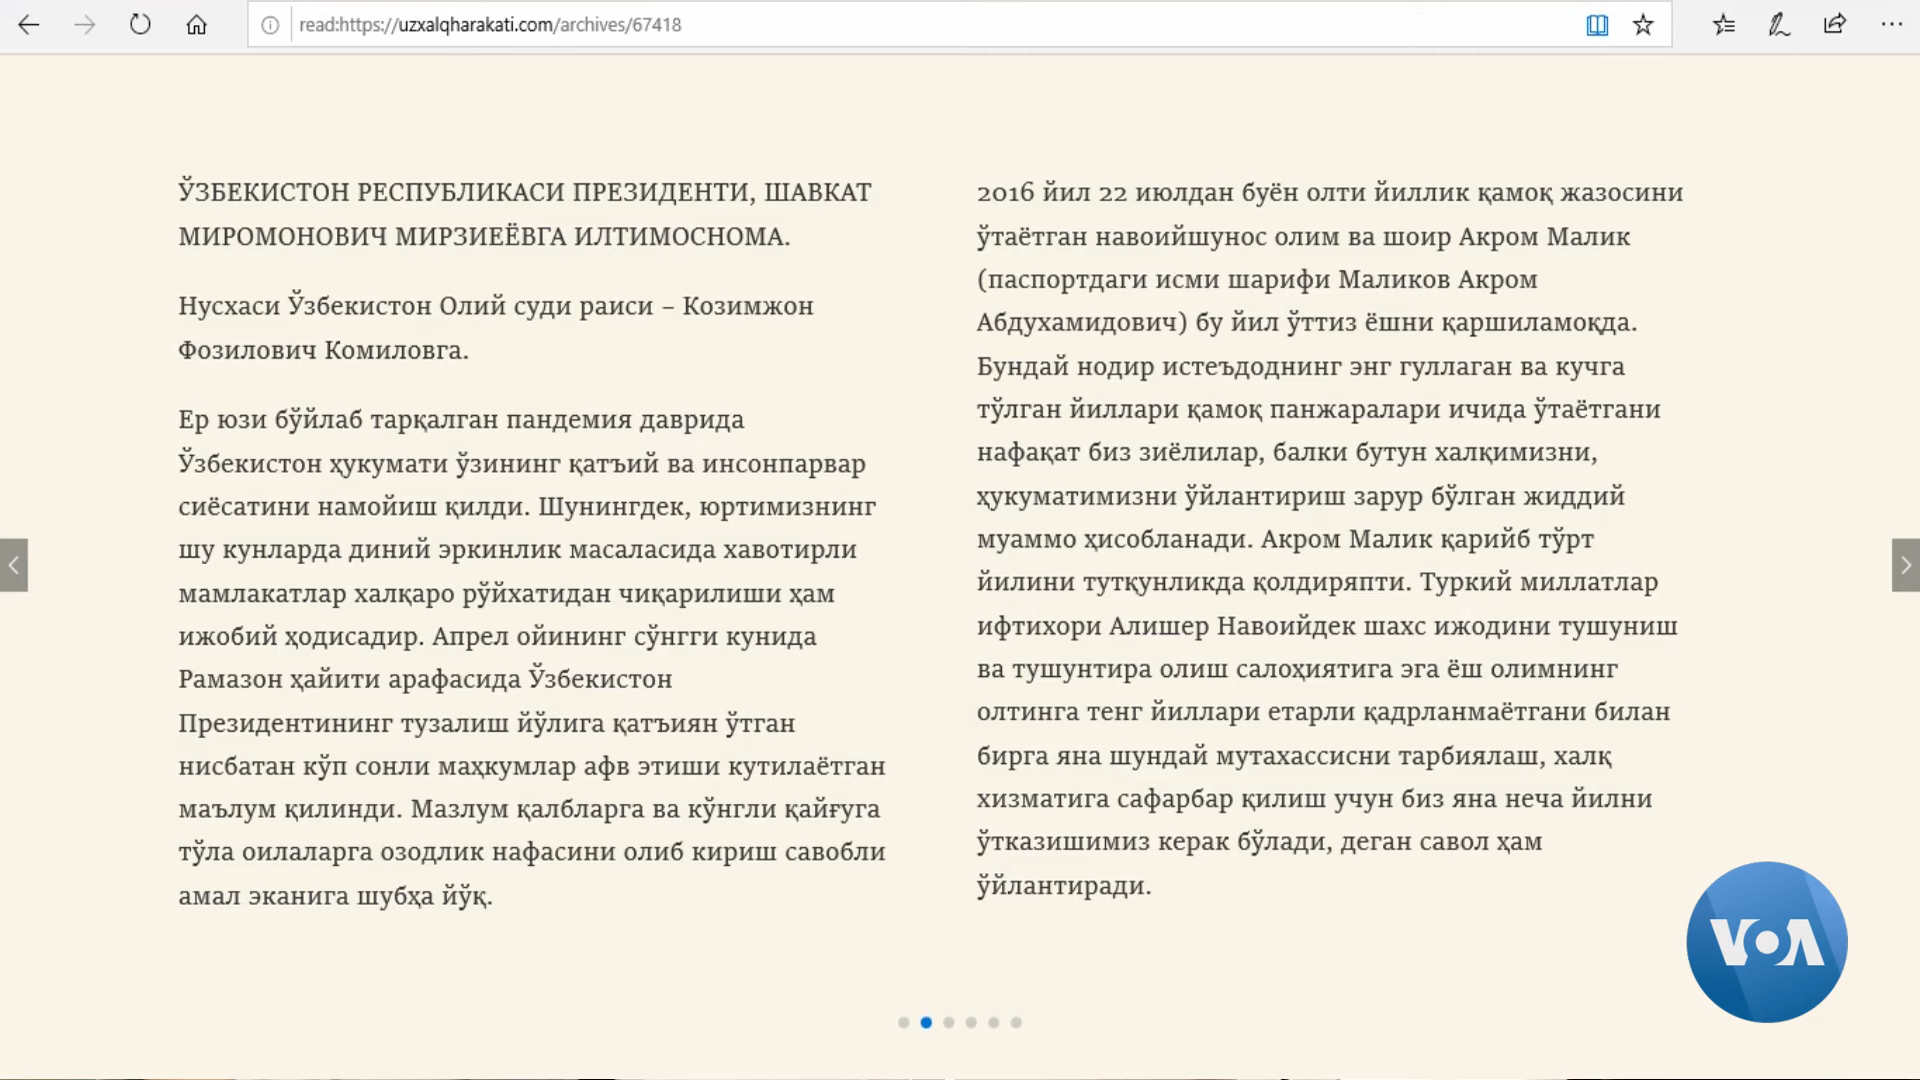 read:https://uzxalqharakati.com/archives/67418
ЎЗБЕКИСТОН РЕСПУБЛИКАСИ ПРЕЗИДЕНТИ, ШАВКАТ
МИРОМОНОВИЧ МИРЗИЕЁВГА ИЛТИМОСНОМА.
Нусхаси Ўзбекистон Олий суди раиси – Козимжон
Фозилович Комиловга.
Ер юзи бўйлаб тарқалган пандемия даврида
Ўзбекистон ҳукумати ўзининг қатъий ва инсонпарвар
сиёсатини намойиш қилди. Шунингдек, юртимизнинг
шу кунларда диний эркинлик масаласида хавотирли
мамлакатлар халқаро рўйхатидан чиқарилиши ҳам
ижобий ҳодисадир. Апрел ойининг сўнгги кунида
Рамазон ҳайити арафасида Ўзбекистон
Президентининг тузалиш йўлига қатъиян ўтган
нисбатан кўп сонли маҳкумлар афв этиши кутилаётган
маълум қилинди. Мазлум қалбларга ва кўнгли қайғуга
тўла оилаларга озодлик нафасини олиб кириш савобли
амал эканига шубҳа йўқ.
2016 йил 22 июлдан буён олти йиллик қамоқ жазосини
ўтаётган навоийшунос олим ва шоир Акром Малик
(паспортдаги исми шарифи Маликов Акром
Абдухамидович) бу йил ўттиз ёшни қаршиламоқда.
Бундай нодир истеъдоднинг энг гуллаган ва кучга
тўлган йиллари қамоқ панжаралари ичида ўтаётгани
нафақат биз зиёлилар, балки бутун халқимизни,
ҳукуматимизни ўйлантириш зарур бўлган жиддий
муаммо ҳисобланади. Акром Малик қарийб тўрт
йилини тутқунликда қолдиряпти. Туркий миллатлар
ифтихори Алишер Навоийдек шахс ижодини тушуниш
ва тушунтира олиш салоҳиятига эга ёш олимнинг
олтинга тенг йиллари етарли қадрланмаётгани билан
бирга яна шундай мутахассисни тарбиялаш, халқ
хизматига сафарбар қилиш учун биз яна неча йилни
ўтказишимиз керак бўлади, деган савол ҳам
ўйлантиради.
VOA